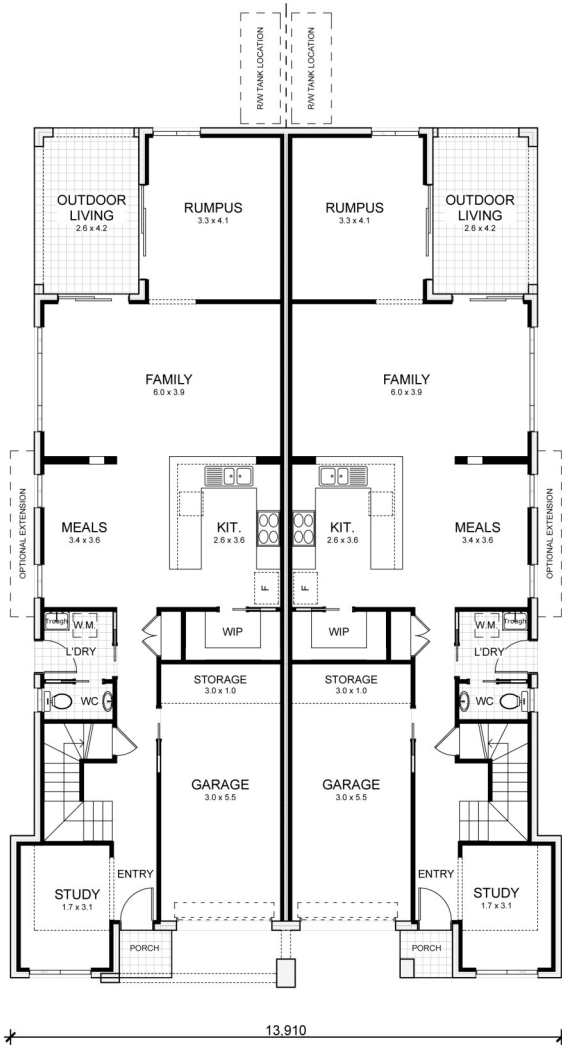 R/W TANK LOCATION
R/W TANK LOCATION
OUTDOOR
LIVING
2.6 x 4.2
RUMPUS
3.3 x 4.1
RUMPUS
3.3 x 4.1
OUTDOOR
LIVING
2.6 x 4.2
FAMILY
6.0 x 3.9
FAMILY
6.0 x 3.9
OPTIONAL EXTENSION
MEALS
3.4 x 3.6
KIT.
2.6 x 3.6
F
KIT.
2.6 x 3.6
F
MEALS
3.4 x 3.6
OPTIONAL EXTENSION
Trough
W.M.
L'DRY
WIP
WIP
W.M.
Trough
L'DRY
WC
STORAGE
3.0 x 1.0
STORAGE
3.0 x 1.0
WC
GARAGE
3.0 x 5.5
GARAGE
3.0 x 5.5
STUDY
1.7 x 3.1
ENTRY
ENTRY
STUDY
1.7 x 3.1
PORCH
PORCH
13,910